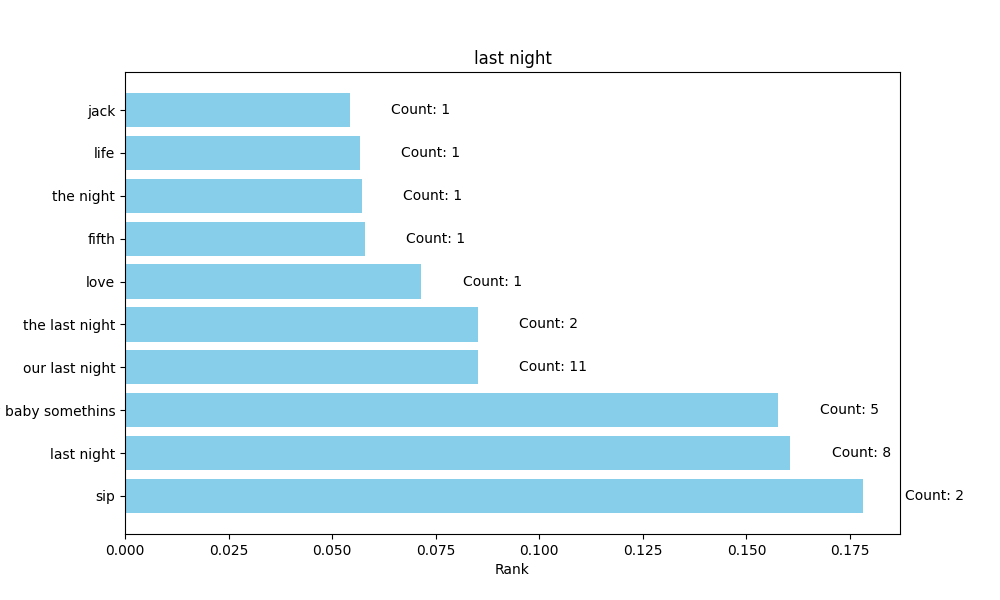 last night
jack Count: 1
life Count: 1
the night Count: 1
fifth Count: 1
love Count: 1
the last night Count: 2
our last night Count: 11
baby somethins Count: 5
last night Count: 8
sip Count: 2
0.000 0.025 0.050 0.075 0.100 0.125 0.150 0.175
Rank